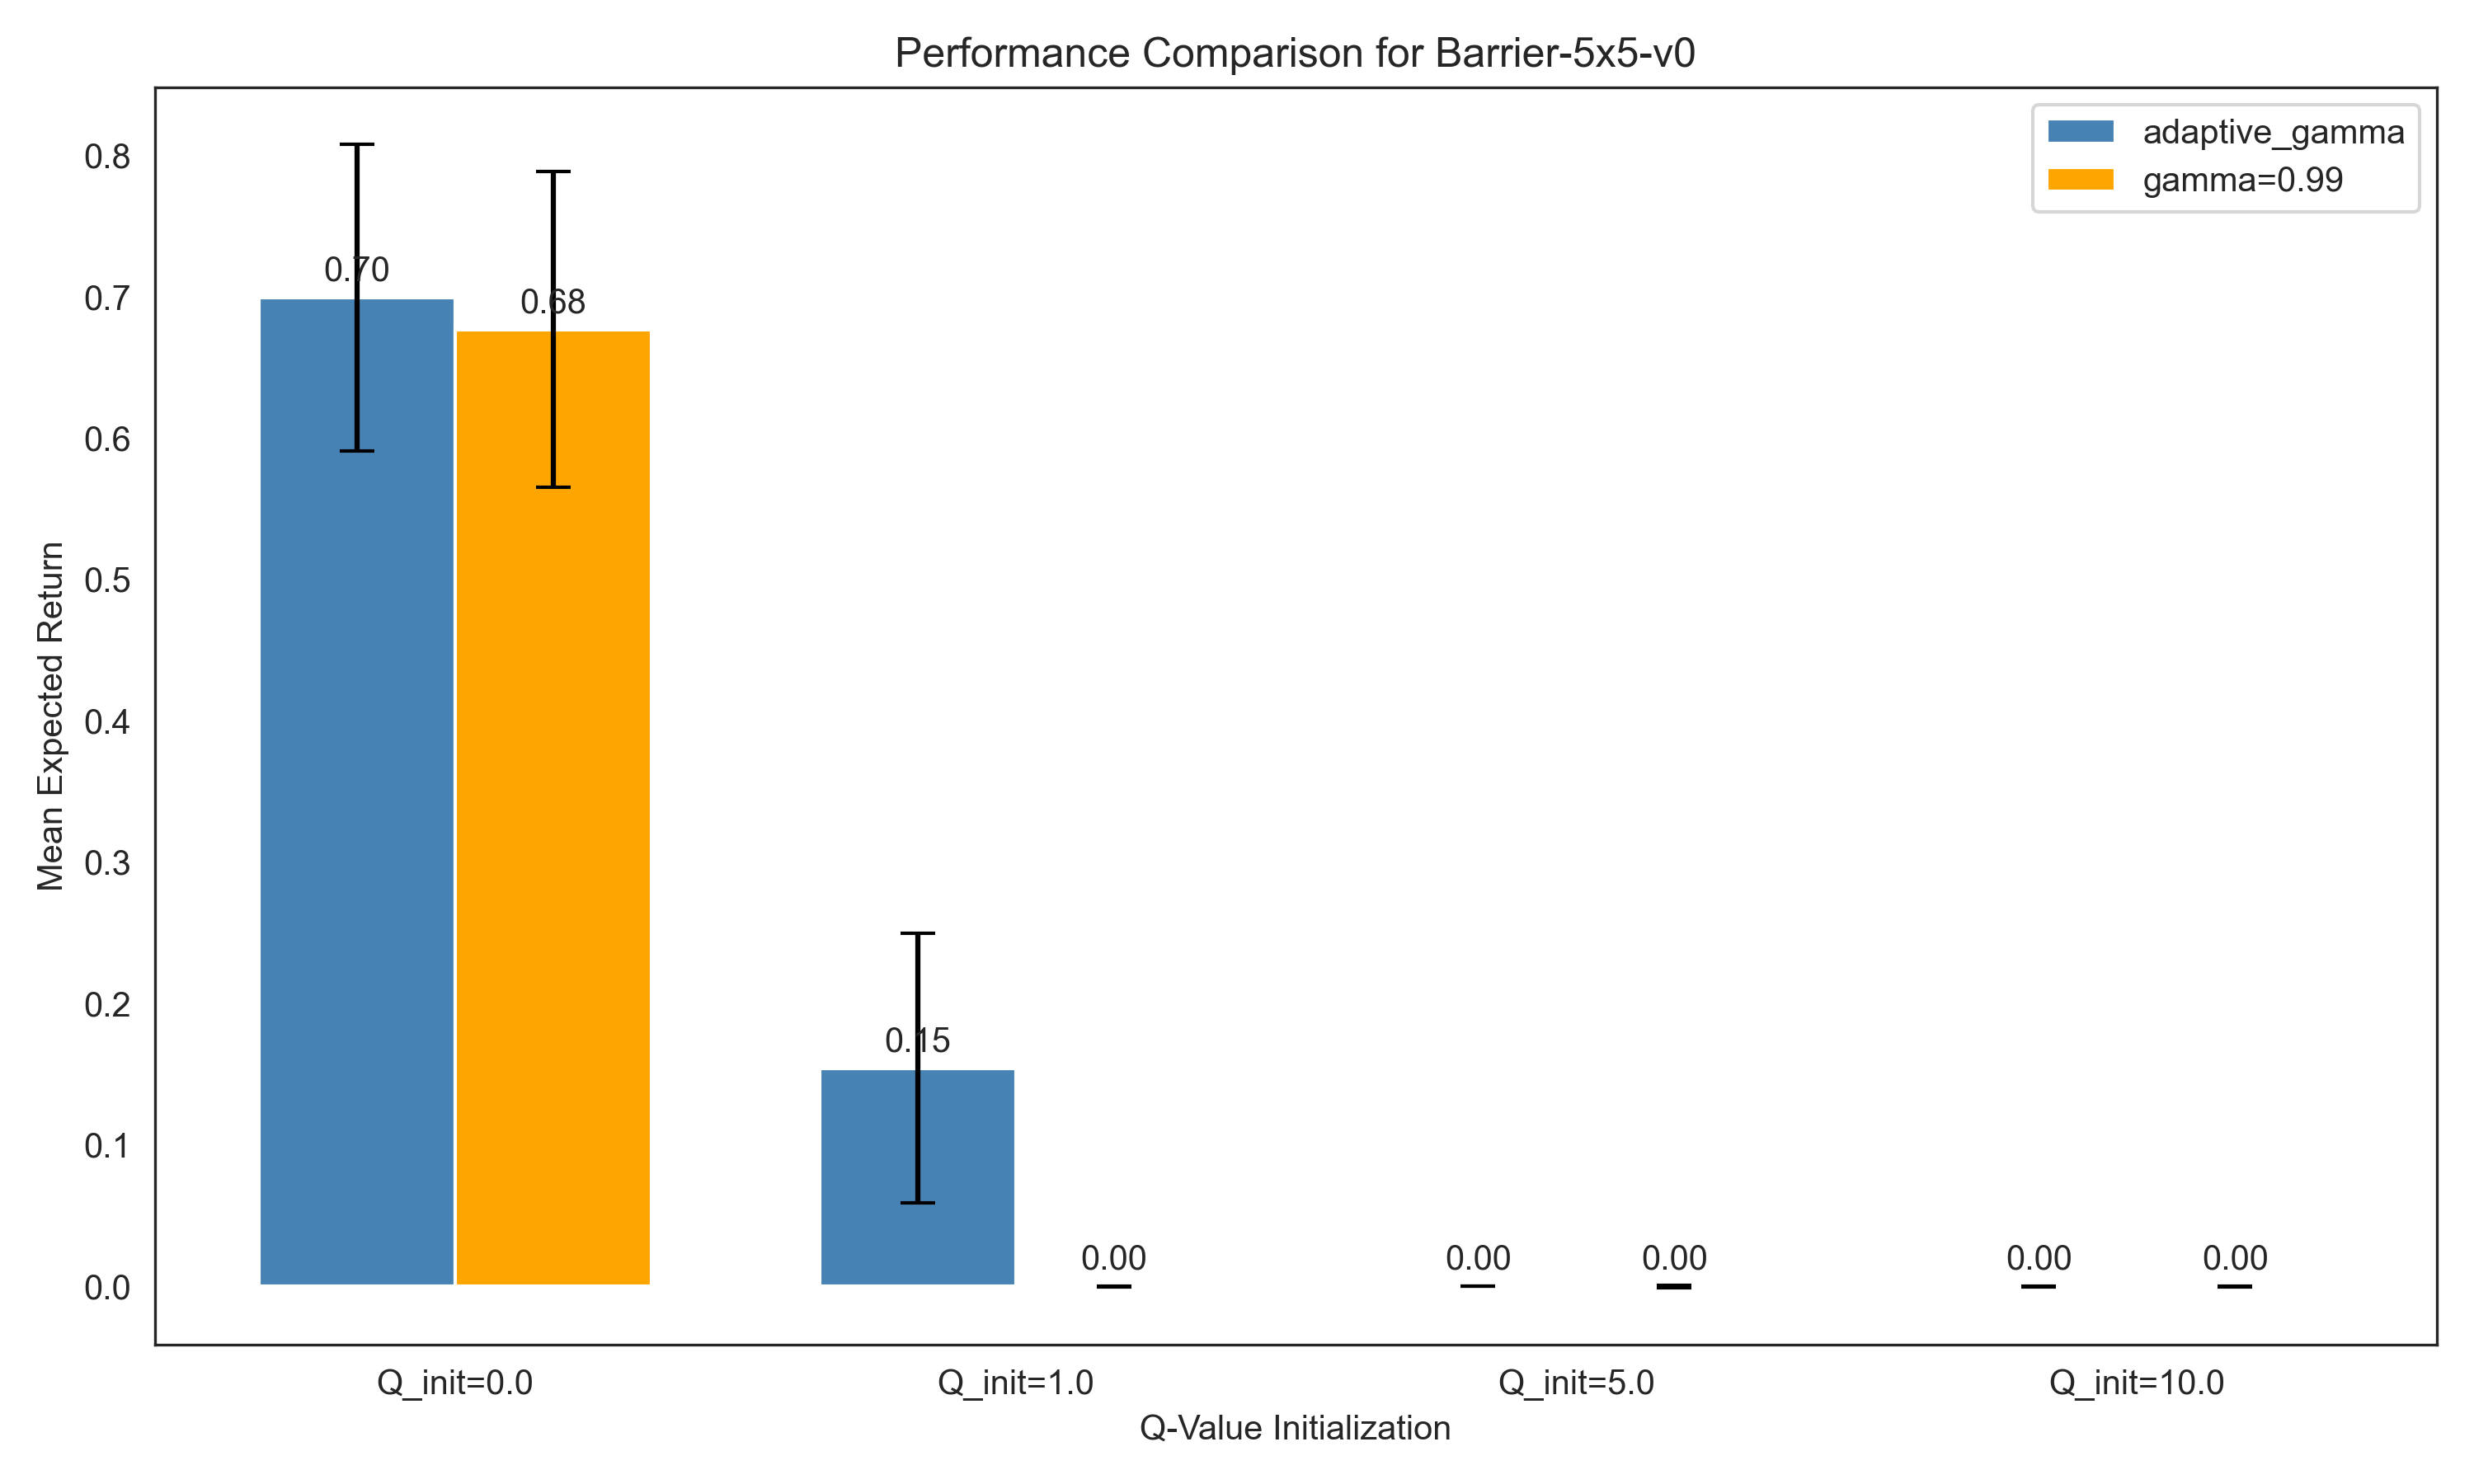 Performance Comparison for Barrier-5x5-v0
adaptive_gamma
gamma=0.99
Mean Expected Return
0.8
0.7
0.6
0.5
0.4
0.3
0.2
0.1
0.0
0.70
0.68
0.15
0.00
0.00
0.00
0.00
0.00
Q_init=0.0
Q_init=1.0
Q_init=5.0
Q_init=10.0
Q-Value Initialization